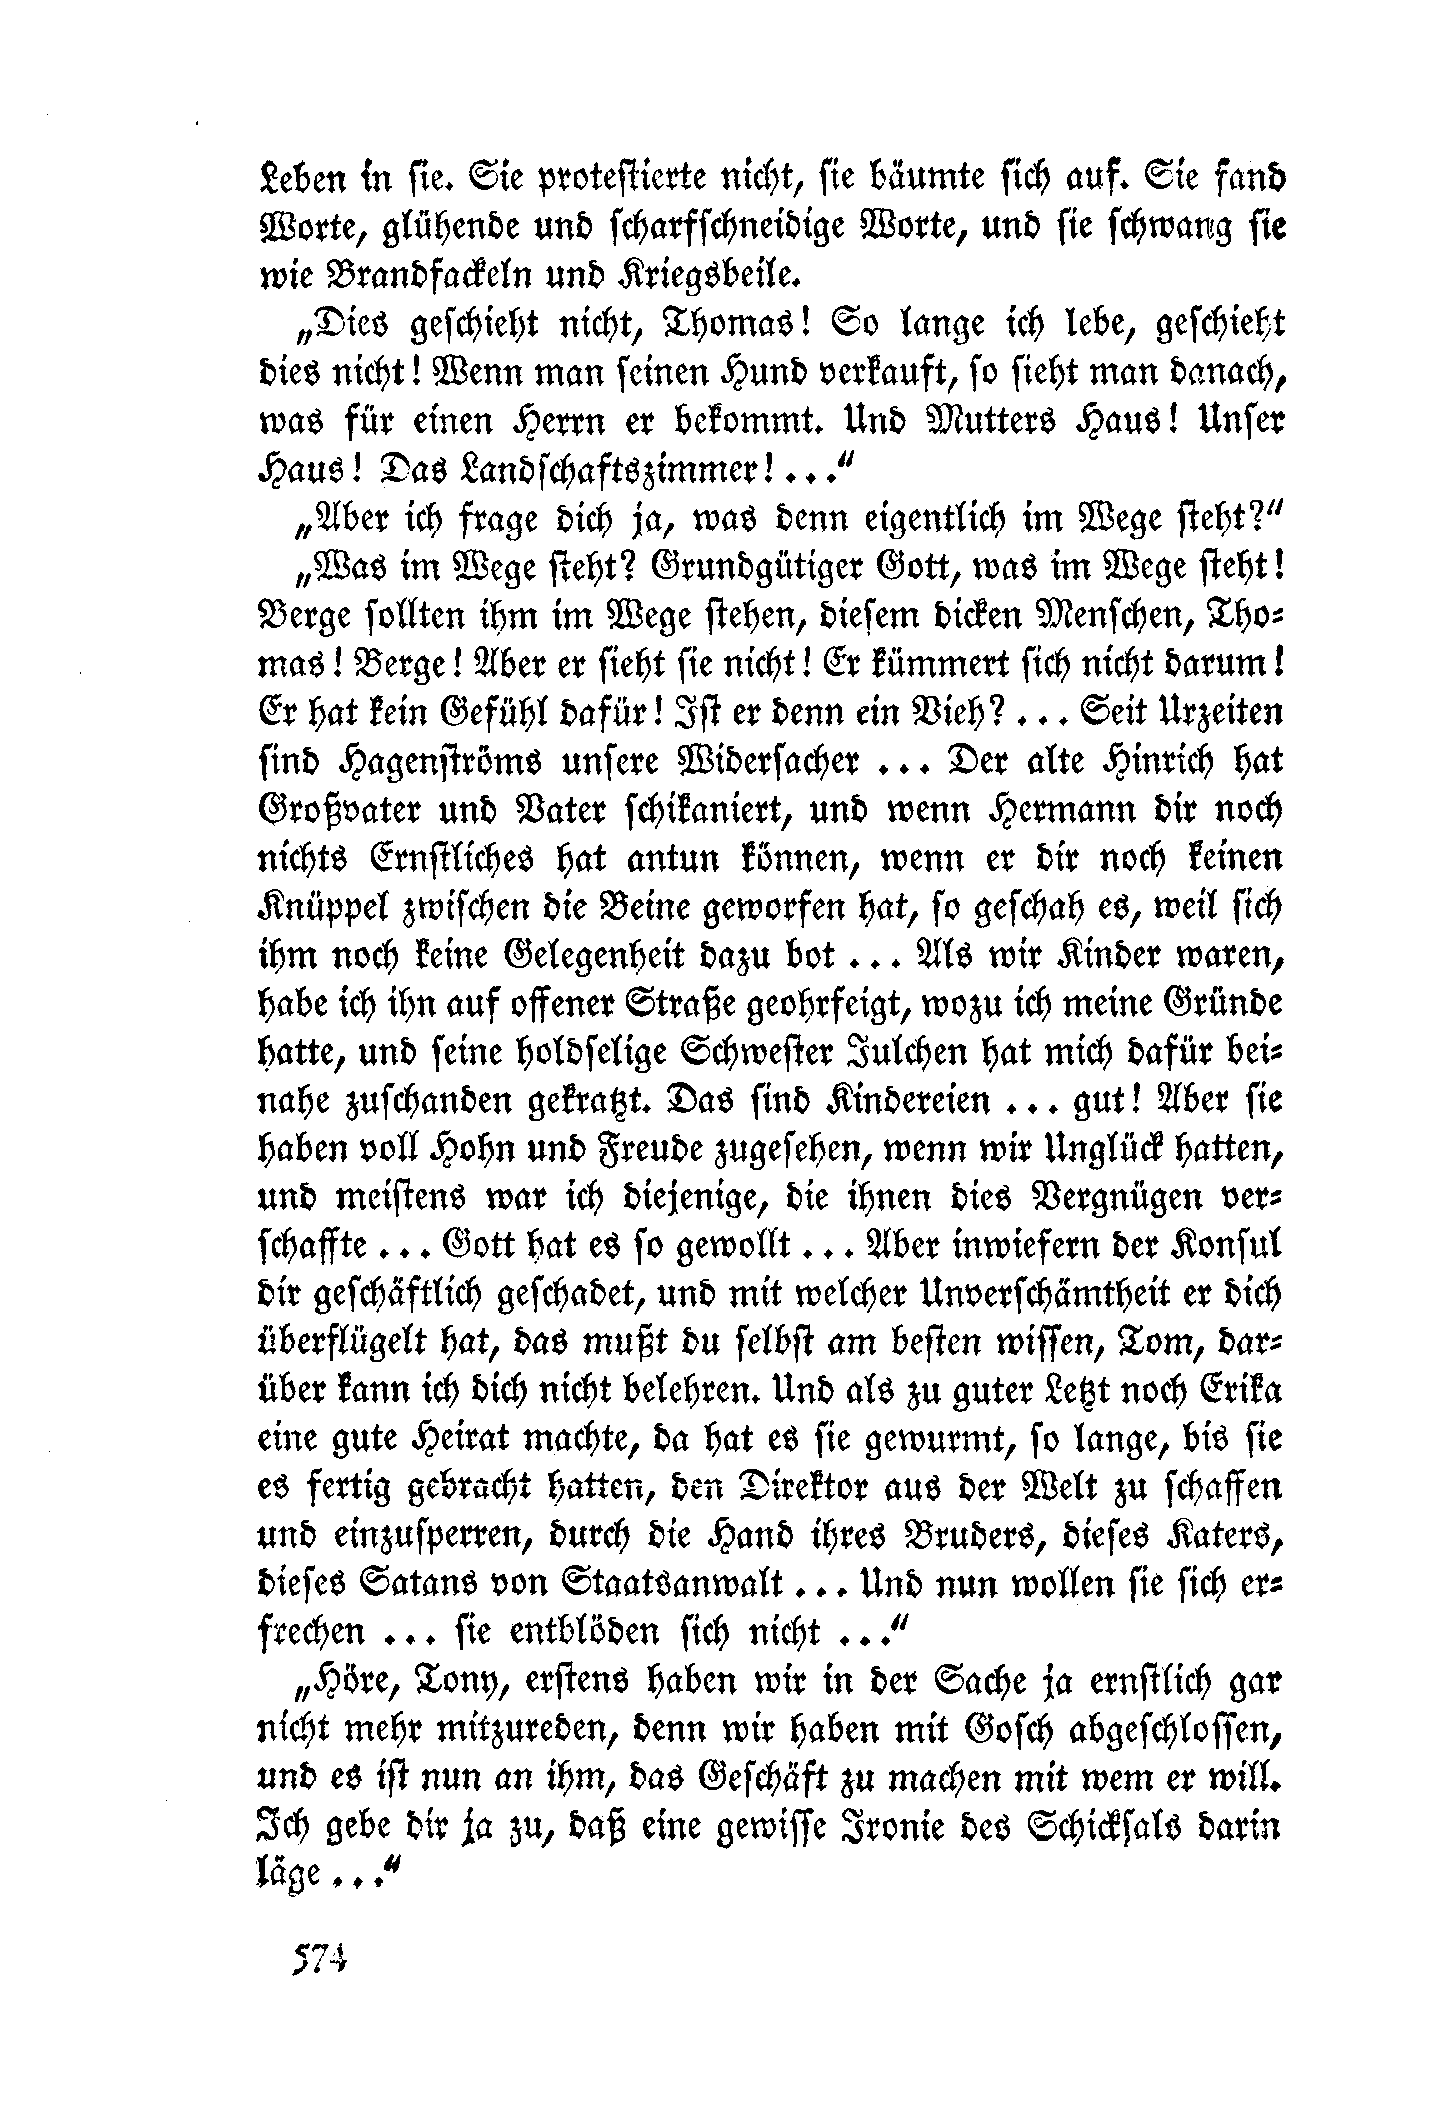 Leben in sie. Sie protestierte nicht, sie bäumte sich auf. Sie fand
Worte, glühende und scharfschneidige Worte, und sie schwang sie
wie Brandfackeln und Kriegsbeile.
„Dies geschieht nicht, Thomas! So lange ich lebe, geschieht
dies nicht! Wenn man seinen Hund verkauft, so sieht man danach,
was für einen Herrn er bekommt. Und Mutters Haus! Unser
Haus! Das Landschaftszimmer! ...“
„Aber ich frage dich ja, was denn eigentlich im Wege steht?“
„Was im Wege steht? Grundgütiger Gott, was im Wege steht!
Berge sollten ihm im Wege stehen, diesem dicken Menschen, Tho-
mas! Berge! Aber er sieht sie nicht! Er kümmert sich nicht darum!
Er hat kein Gefühl dafür! Ist er denn ein Vieh? ... Seit Urzeiten
sind Hagenströms unsere Widersacher ... Der alte Hinrich hat
Großvater und Vater schikaniert, und wenn Hermann dir noch
nichts Ernstliches hat antun können, wenn er dir noch keinen
Knüppel zwischen die Beine geworfen hat, so geschah es, weil sich
ihm noch keine Gelegenheit dazu bot ... Als wir Kinder waren,
habe ich ihn auf offener Straße geohrfeigt, wozu ich meine Gründe
hatte, und seine holdselige Schwester Julchen hat mich dafür bei-
nahe zuschanden gekratzt. Das sind Kindereien ... gut! Aber sie
haben voll Hohn und Freude zugesehen, wenn wir Unglück hatten,
und meistens war ich diejenige, die ihnen dies Vergnügen ver-
schaffte ... Gott hat es so gewollt ... Aber inwiefern der Konsul
dir geschäftlich geschadet, und mit welcher Unverschämtheit er dich
überflügelt hat, das mußt du selbst am besten wissen, Tom, dar-
über kann ich dich nicht belehren. Und als zu guter Letzt noch Erika
eine gute Heirat machte, da hat es sie gewurmt, so lange, bis sie
es fertig gebracht hatten, den Direktor aus der Welt zu schaffen
und einzusperren, durch die Hand ihres Bruders, dieses Katers,
dieses Satans von Staatsanwalt ... Und nun wollen sie sich er-
frechen ... sie entblöden sich nicht ...“
„Höre, Tony, erstens haben wir in der Sache ja ernstlich gar
nicht mehr mitzureden, denn wir haben mit Gosch abgeschlossen,
und es ist nun an ihm, das Geschäft zu machen mit wem er will.
Ich gebe dir ja zu, daß eine gewisse Ironie des Schicksals darin
läge ...“
574